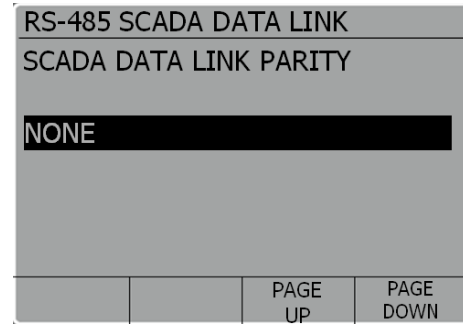 RS-485 SCADA DATA LINK
SCADA DATA LINK PARITY
NONE
PAGE UP
PAGE DOWN